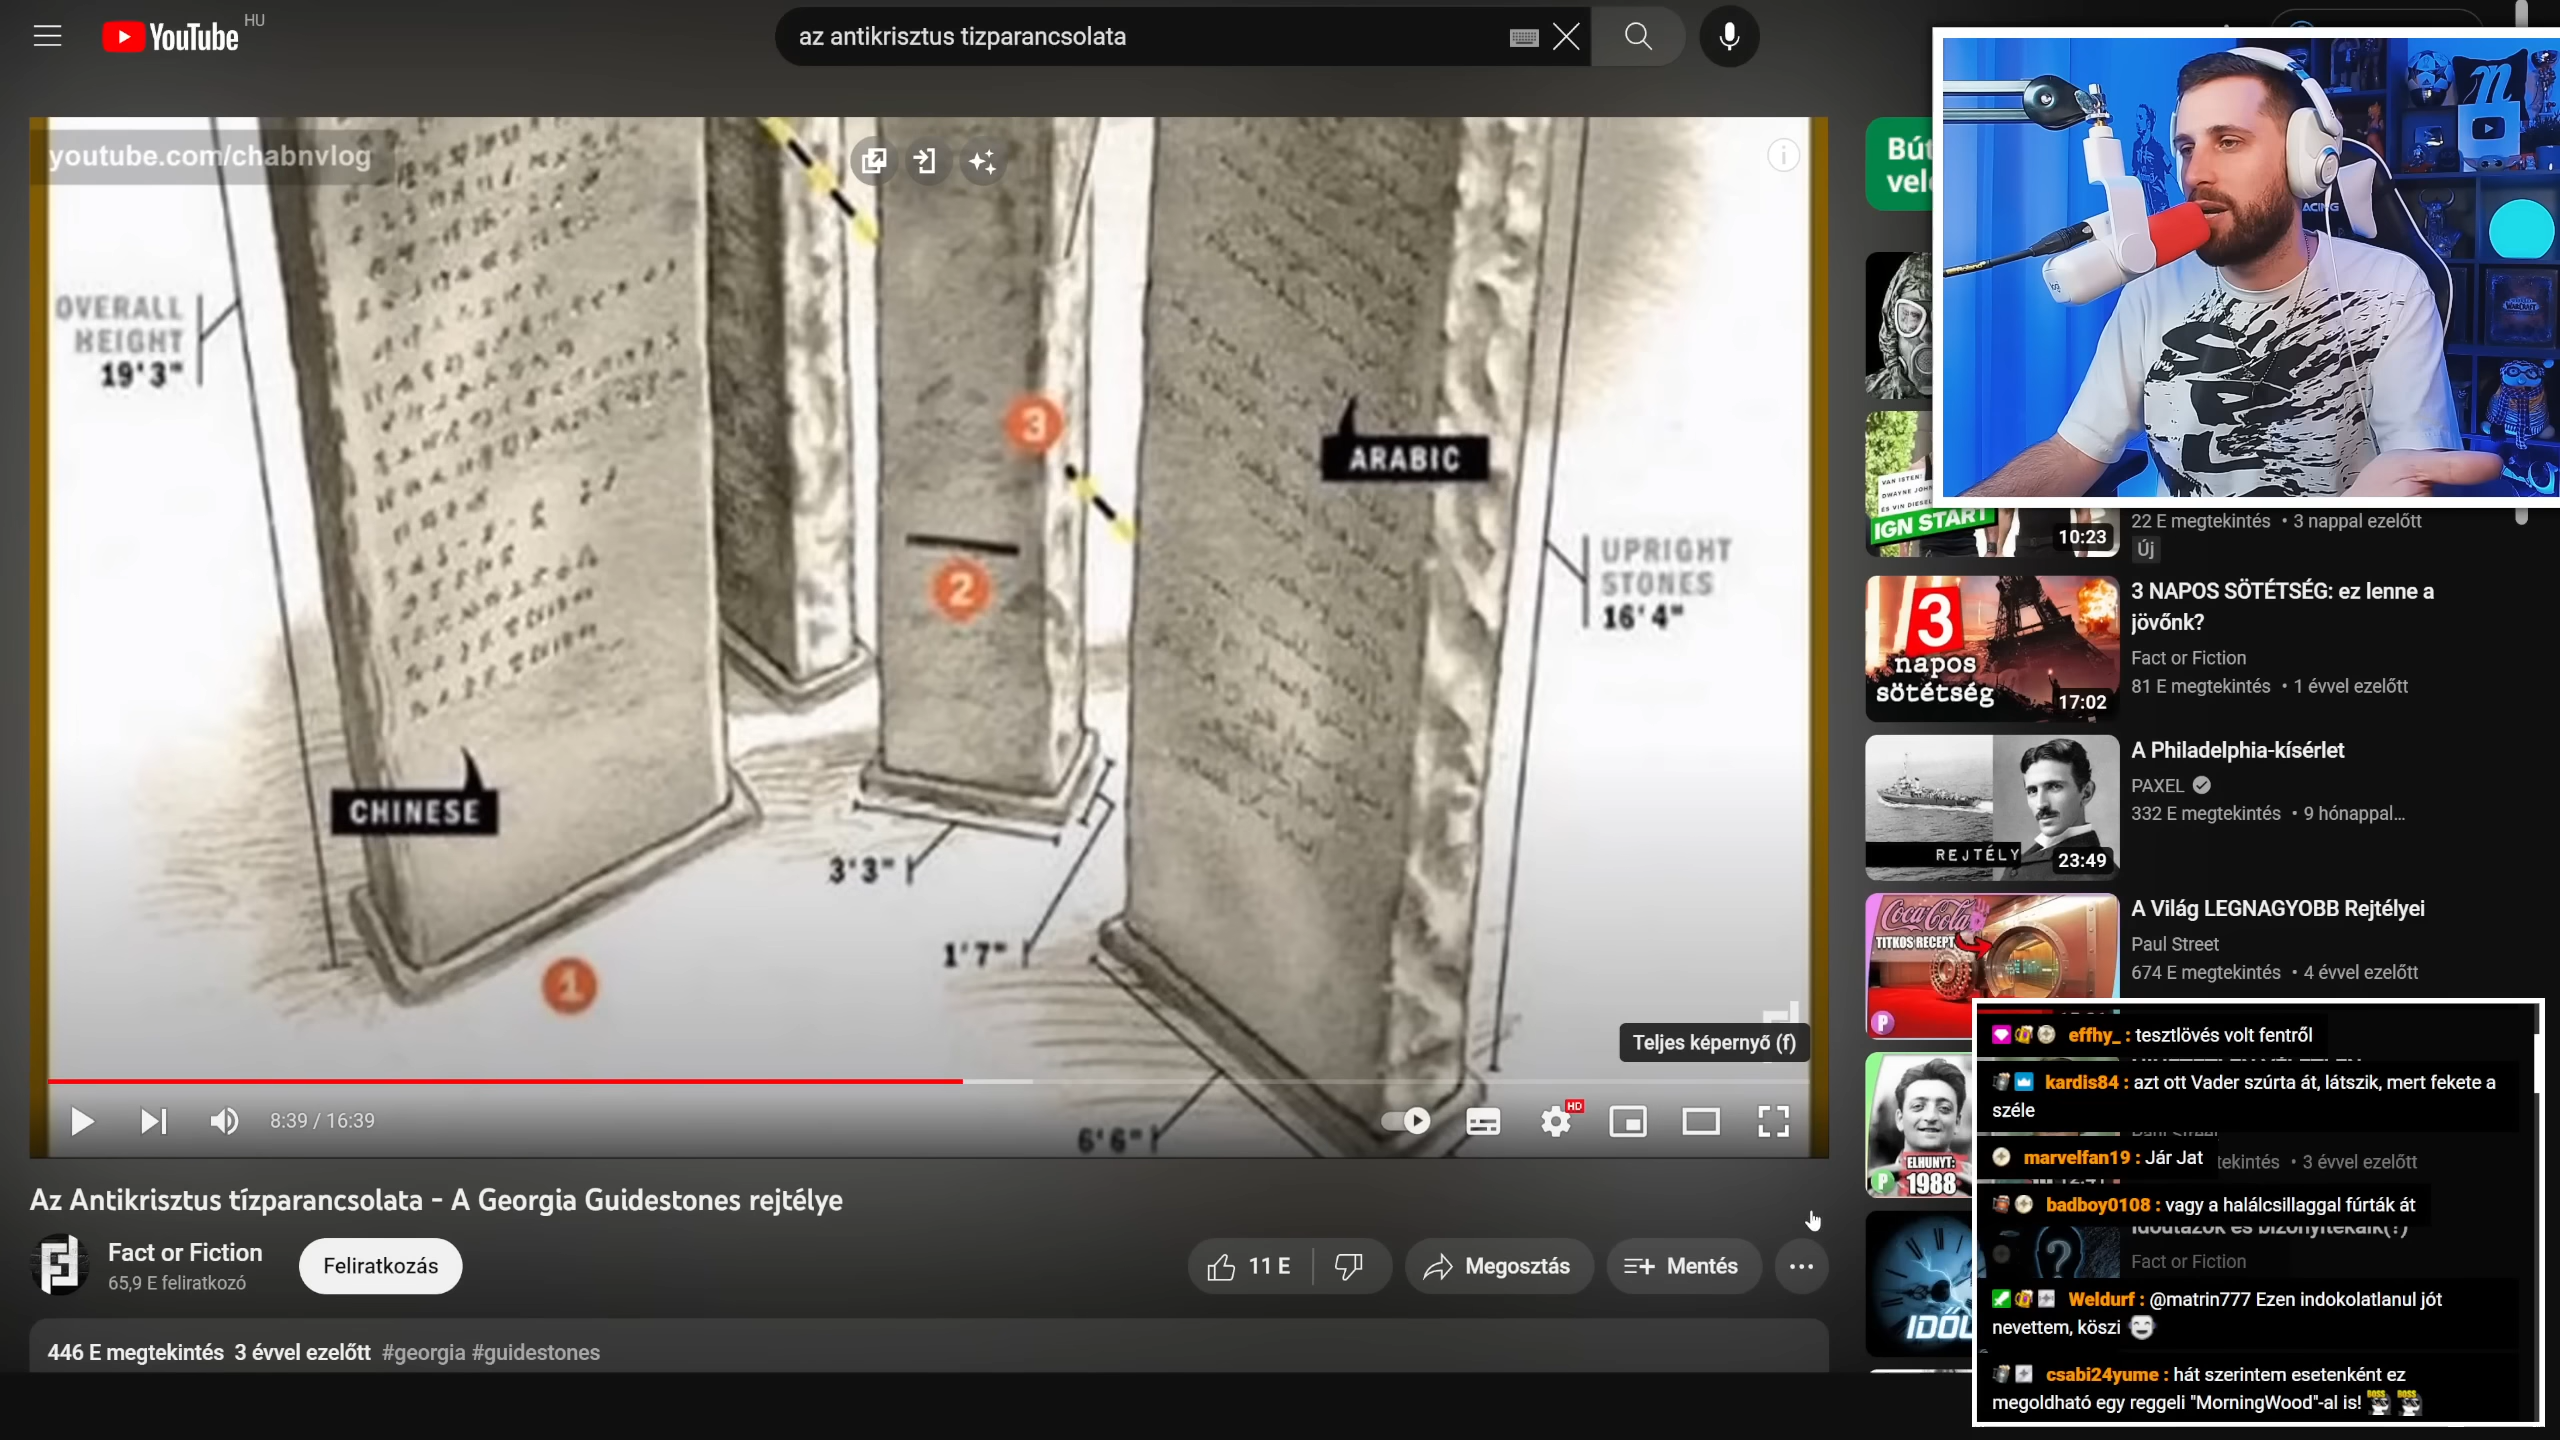 YouTube HU
az antikrisztus tizparancsolata
youtube.com/chabnvlog
OVERALL
HEIGHT
19'3"
3
ARABIC
2
UPRIGHT
STONES
16'4"
CHINESE
3'3"
1'7"
1
6'6"
Teljes képernyő (f)
8:39 / 16:39
HD
Az Antikrisztus tízparancsolata - A Georgia Guidestones rejtélye
Fact or Fiction
65,9 E feliratkozó
Feliratkozás
11 E
Megosztás
Mentés
446 E megtekintés 3 évvel ezelőtt #georgia #guidestones
Bút
vel
ACING
VAN ISTEN:
IGN START
10:23
22 E megtekintés • 3 nappal ezelőtt
Új
3
napos
sötétség
17:02
3 NAPOS SÖTÉTSÉG: ez lenne a
jövőnk?
Fact or Fiction
81 E megtekintés • 1 évvel ezelőtt
REJTÉLY
23:49
A Philadelphia-kísérlet
PAXEL
332 E megtekintés • 9 hónappal...
Coca-Cola
TITKOS RECEPT
P
A Világ LEGNAGYOBB Rejtélyei
Paul Street
674 E megtekintés • 4 évvel ezelőtt
ELHUNYT:
1988
P
• 3 évvel ezelőtt
Fact or Fiction
effhy_ : tesztlövés volt fentről
kardis84 : azt ott Vader szúrta át, látszik, mert fekete a
széle
marvelfan19 : Jár Jat
badboy0108 : vagy a halálcsillaggal fúrták át
Weldurf : @matrin777 Ezen indokolatlanul jót
nevettem, köszi
csabi24yume : hát szerintem esetenként ez
megoldható egy reggeli "MorningWood"-al is!